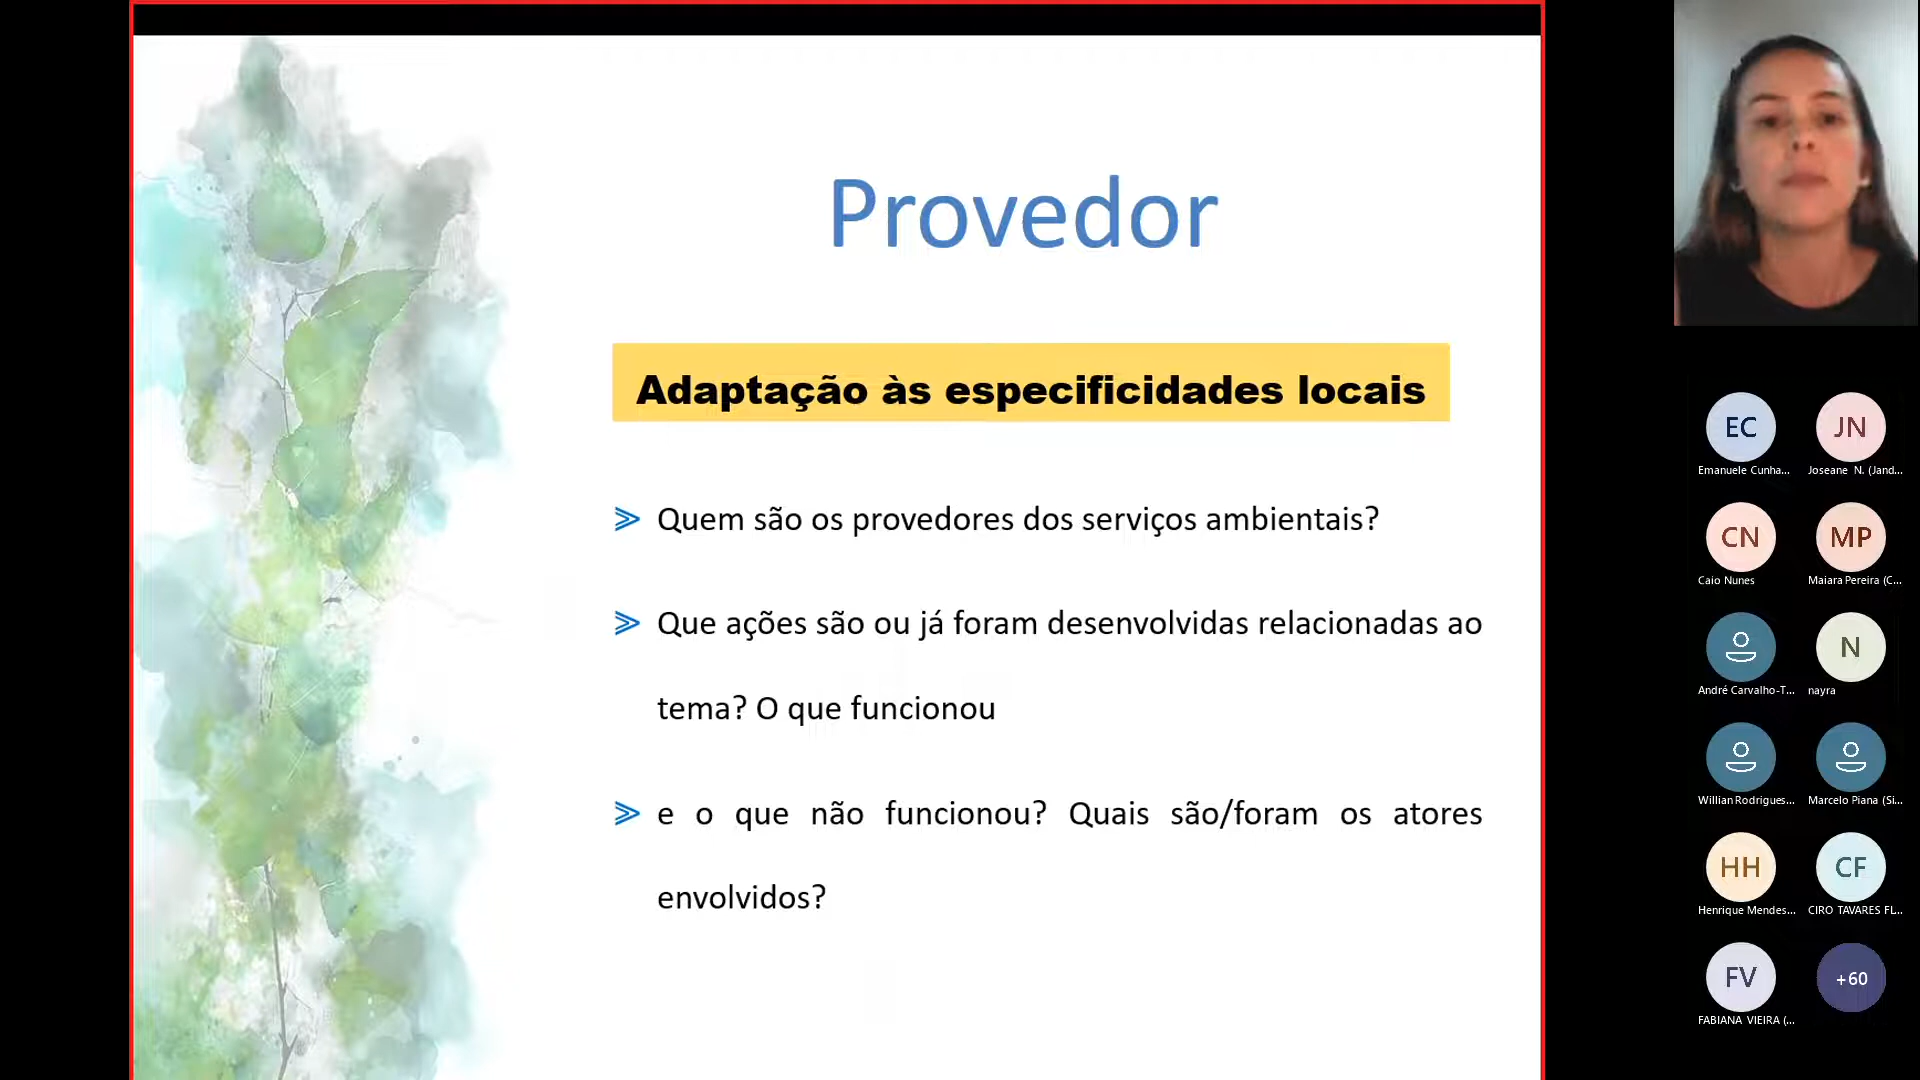 Provedor
Adaptação às especificidades locais
Quem são os provedores dos serviços ambientais?
Que ações são ou já foram desenvolvidas relacionadas ao
tema? O que funcionou
e o que não funcionou? Quais são/foram os atores
envolvidos?
EC
Emanuele Cunha...
JN
Joseane N. (Jand...
CN
Caio Nunes
MP
Maiara Pereira (C...
André Carvalho-T...
N
nayra
Willian Rodrigues...
Marcelo Piana (Si...
HH
Henrique Mendes...
CF
CIRO TAVARES FL...
FV
FABIANA VIEIRA (...
+60